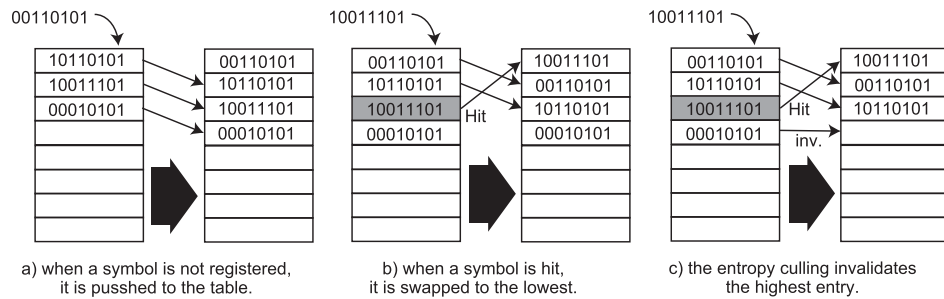 00110101
10110101
10011101
00010101
00110101
10110101
10011101
00010101
a) when a symbol is not registered,
it is pusshed to the table.
10011101
00110101
10110101
10011101
Hit
00010101
10011101
00110101
10110101
00010101
b) when a symbol is hit,
it is swapped to the lowest.
10011101
00110101
10110101
10011101
Hit
00010101
inv.
10011101
00110101
10110101
c) the entropy culling invalidates
the highest entry.